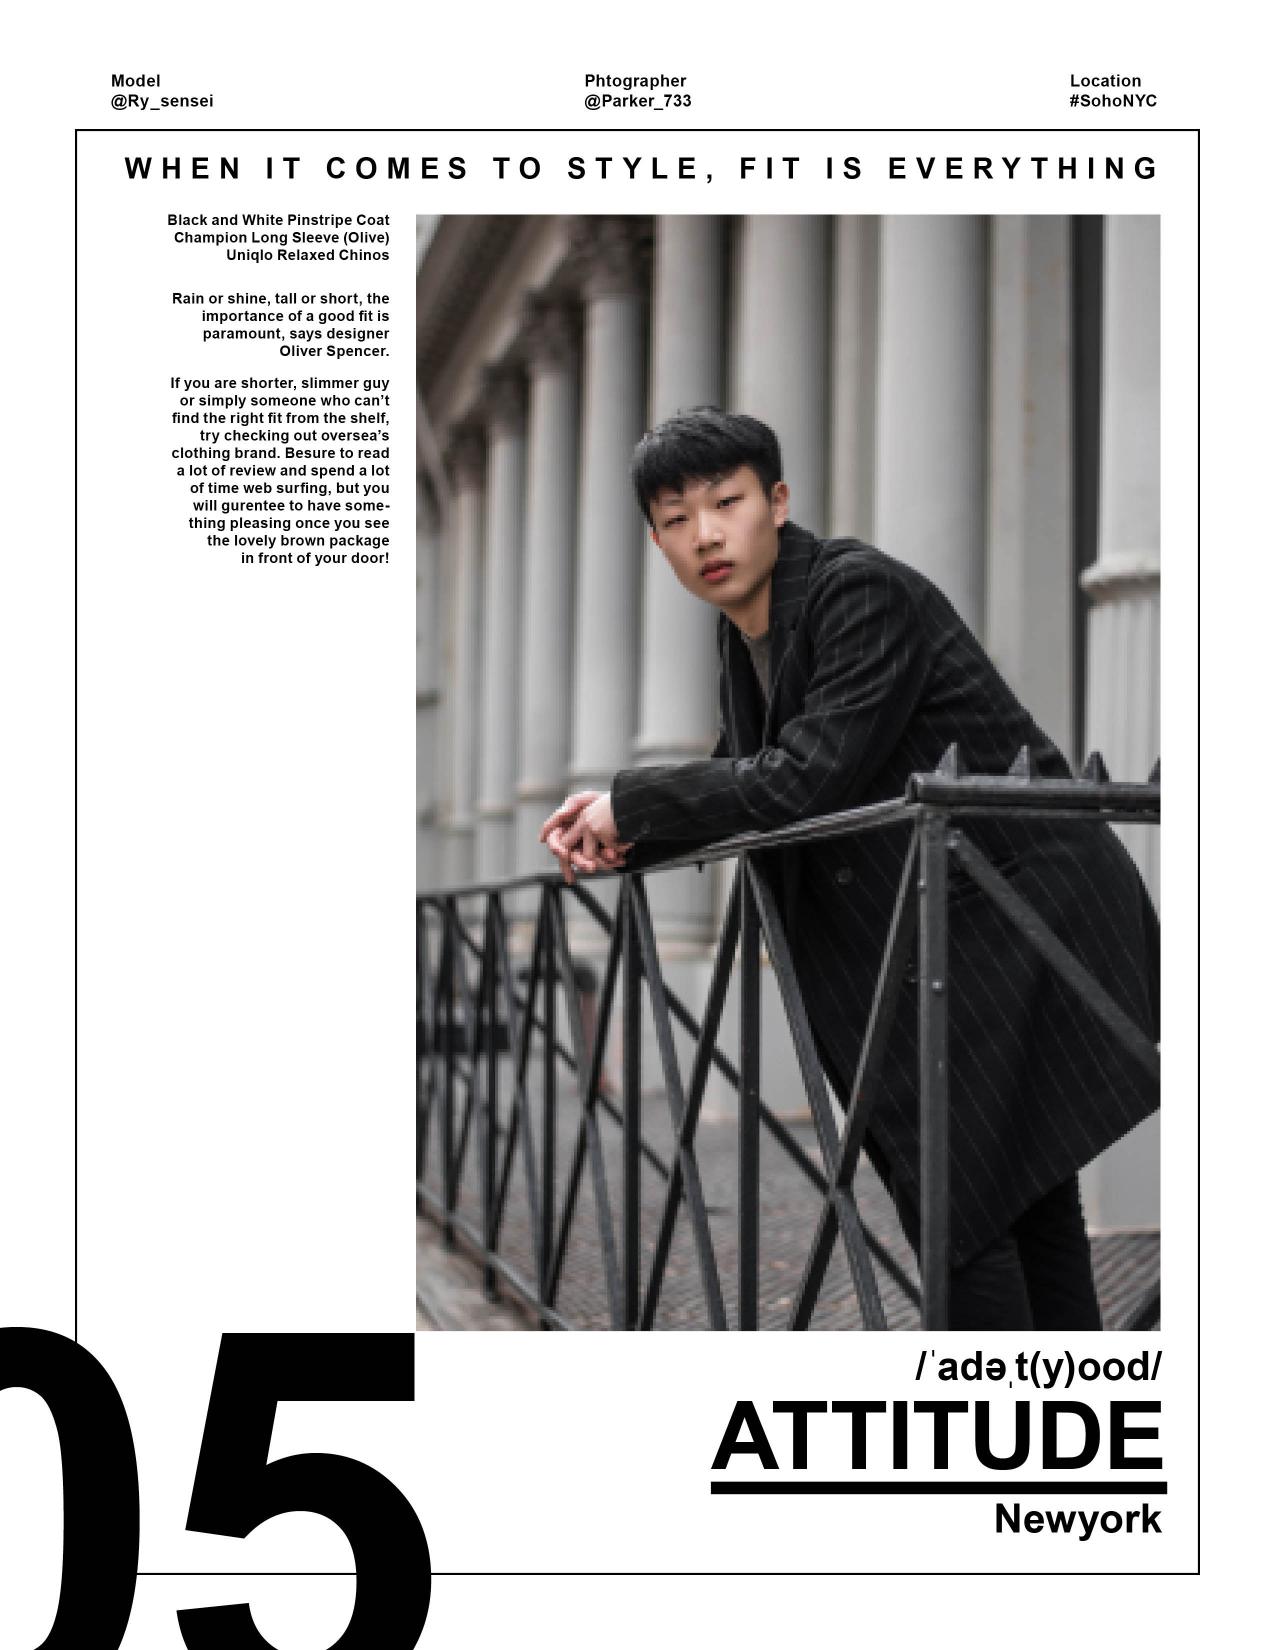 Model
@Ry_sensei
Phtographer
@Parker_733
Location
#SohoNYC
WHEN IT COMES TO STYLE, FIT IS EVERYTHING
Black and White Pinstripe Coat
Champion Long Sleeve (Olive)
Uniqlo Relaxed Chinos
Rain or shine, tall or short, the
importance of a good fit is
paramount, says designer
Oliver Spencer.
If you are shorter, slimmer guy
or simply someone who can’t
find the right fit from the shelf,
try checking out oversea’s
clothing brand. Besure to read
a lot of review and spend a lot
of time web surfing, but you
will gurentee to have some-
thing pleasing once you see
the lovely brown package
in front of your door!
/ˈadəˌt(y)ood/
ATTITUDE
Newyork
05